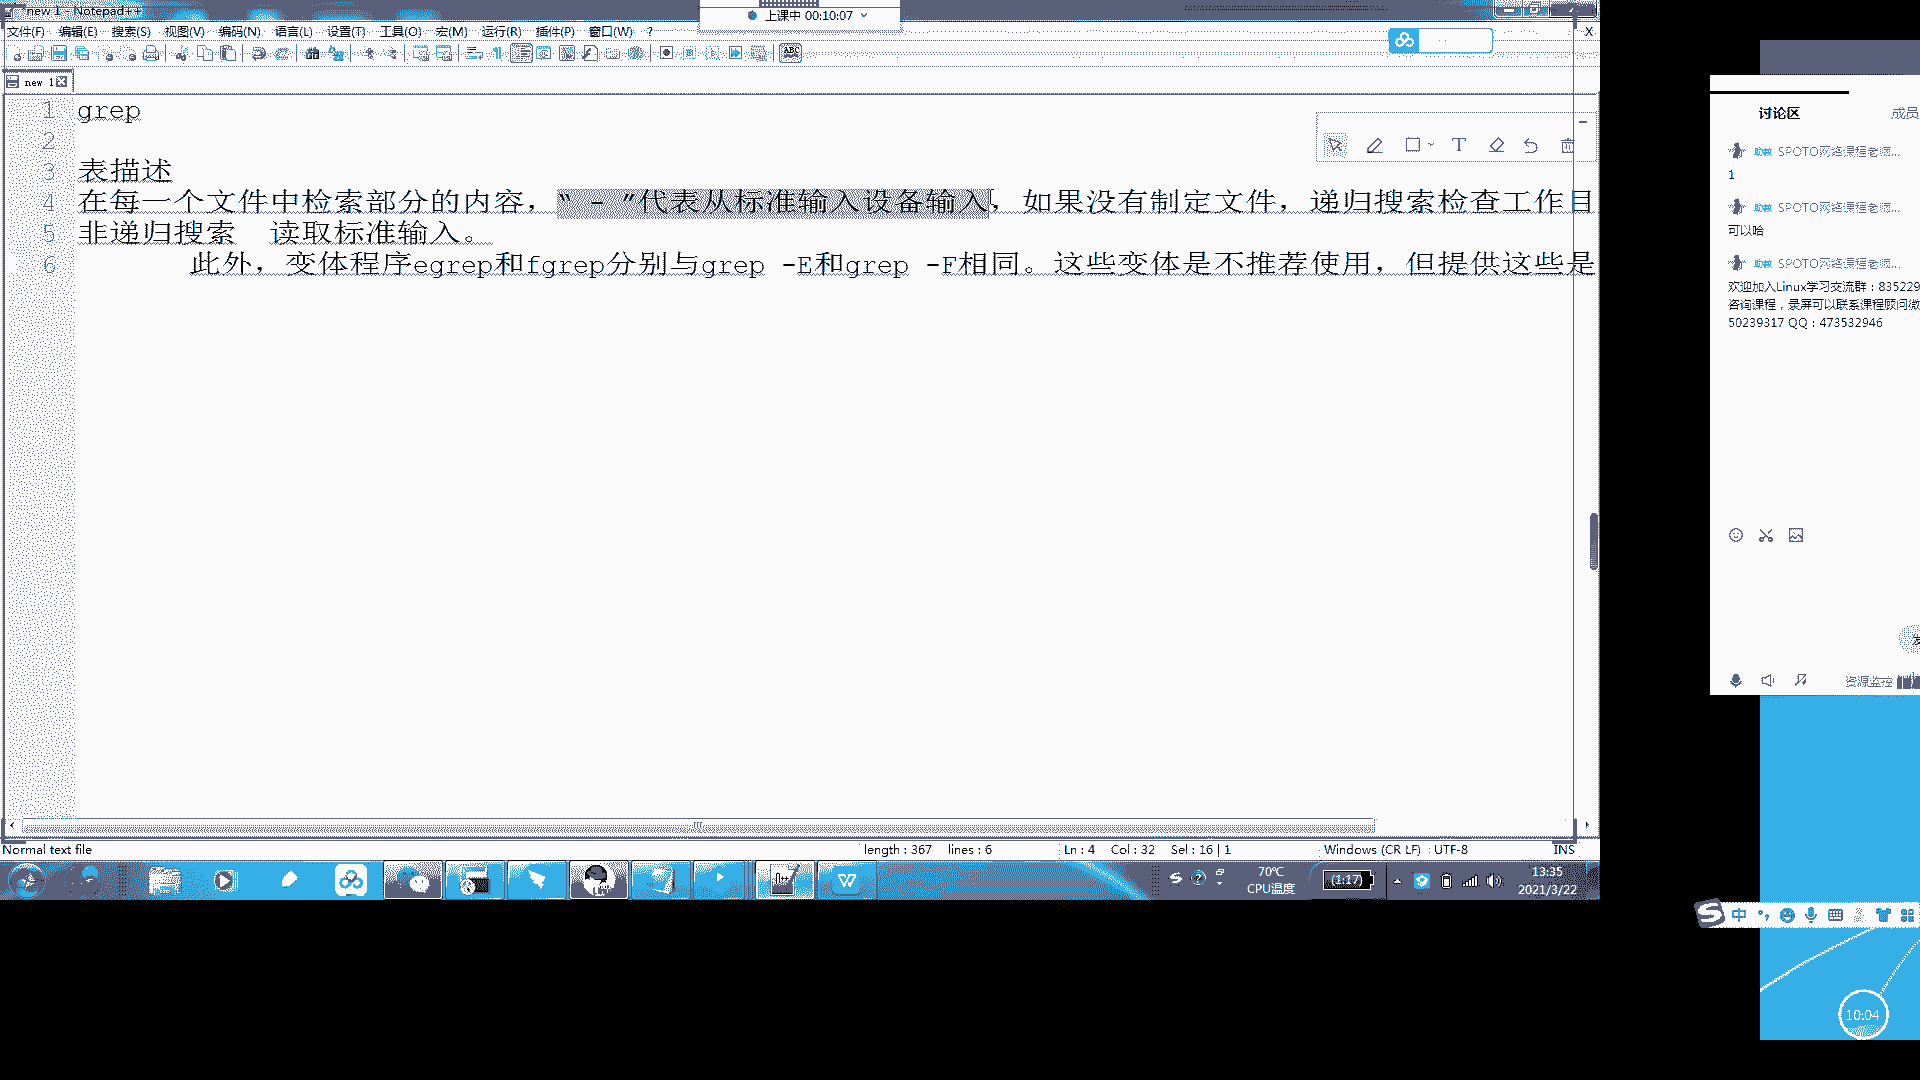 new 1 - Notepad++
上课中 00:10:07
文件(F) 编辑(E) 搜索(S) 视图(V) 编码(N) 语言(L) 设置(T) 工具(O) 宏(M) 运行(R) 插件(P) 窗口(W) ?
X
new 1
1 grep
2
3 表描述
4 在每一个文件中检索部分的内容，“ - ”代表从标准输入设备输入，如果没有制定文件，递归搜索检查工作目
5 非递归搜索 读取标准输入。
6 此外，变体程序egrep和fgrep分别与grep -E和grep -F相同。这些变体是不推荐使用，但提供这些是
讨论区 成员
助教 SPOTO网络课程老师...
1
助教 SPOTO网络课程老师...
可以哈
助教 SPOTO网络课程老师...
欢迎加入Linux学习交流群：835229
咨询课程，录屏可以联系课程顾问微
50239317 QQ：473532946
资源监控
Normal text file length : 367 lines : 6 Ln : 4 Col : 32 Sel : 16 | 1 Windows (CR LF) UTF-8 INS
70℃
CPU温度
(1:17)
13:35
2021/3/22
中
10:04